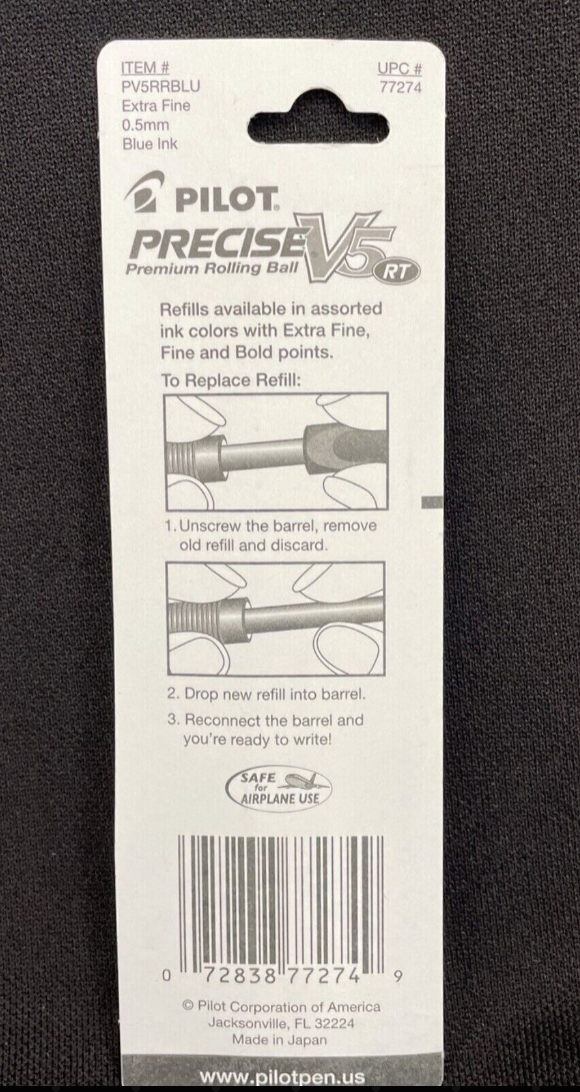 ITEM #
PV5RRBLU
Extra Fine
0.5mm
Blue Ink
UPC #
77274
PILOT®
PRECISE V5 RT
Premium Rolling Ball
Refills available in assorted
ink colors with Extra Fine,
Fine and Bold points.
To Replace Refill:
1. Unscrew the barrel, remove
old refill and discard.
2. Drop new refill into barrel.
3. Reconnect the barrel and
you're ready to write!
SAFE
for
AIRPLANE USE
0 72838 77274 9
© Pilot Corporation of America
Jacksonville, FL 32224
Made in Japan
www.pilotpen.us